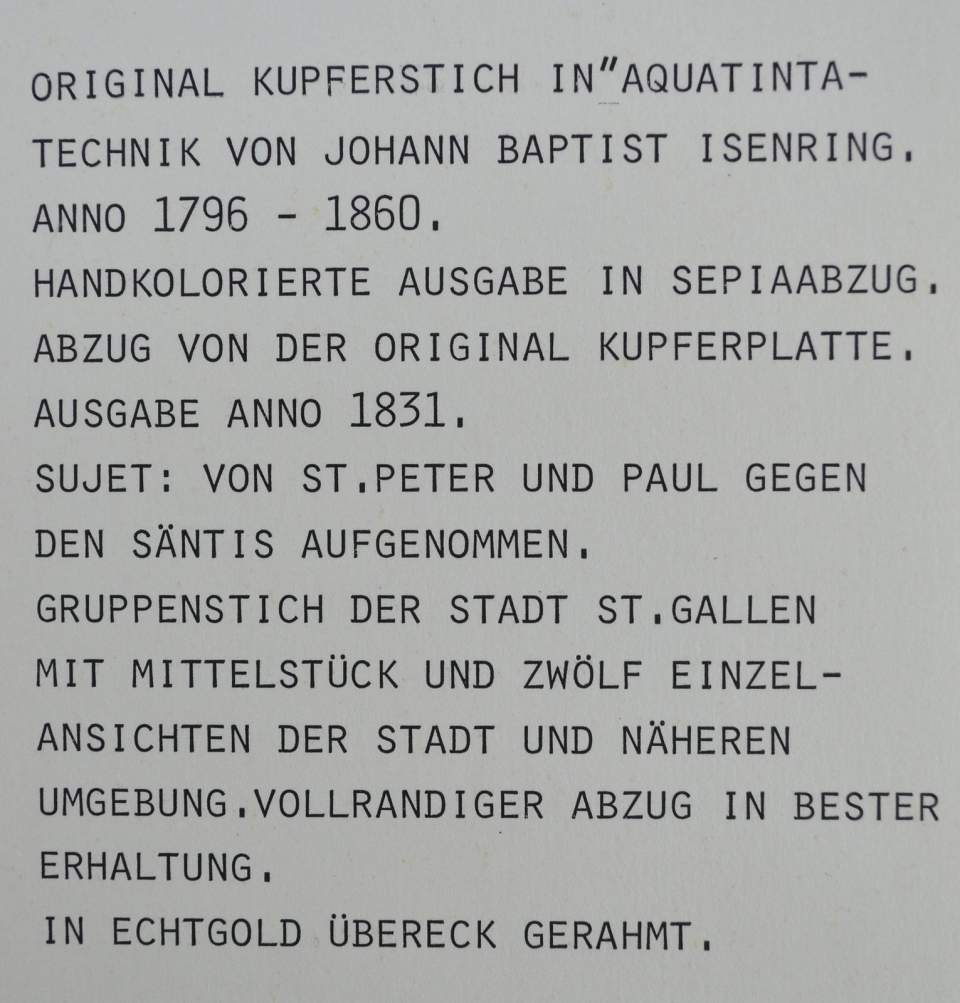 ORIGINAL KUPFERSTICH IN"AQUATINTA-
TECHNIK VON JOHANN BAPTIST ISENRING.
ANNO 1796 - 1860.
HANDKOLORIERTE AUSGABE IN SEPIAABZUG.
ABZUG VON DER ORIGINAL KUPFERPLATTE.
AUSGABE ANNO 1831.
SUJET: VON ST.PETER UND PAUL GEGEN
DEN SÄNTIS AUFGENOMMEN.
GRUPPENSTICH DER STADT ST.GALLEN
MIT MITTELSTÜCK UND ZWÖLF EINZEL-
ANSICHTEN DER STADT UND NÄHEREN
UMGEBUNG.VOLLRANDIGER ABZUG IN BESTER
ERHALTUNG.
IN ECHTGOLD ÜBERECK GERAHMT.